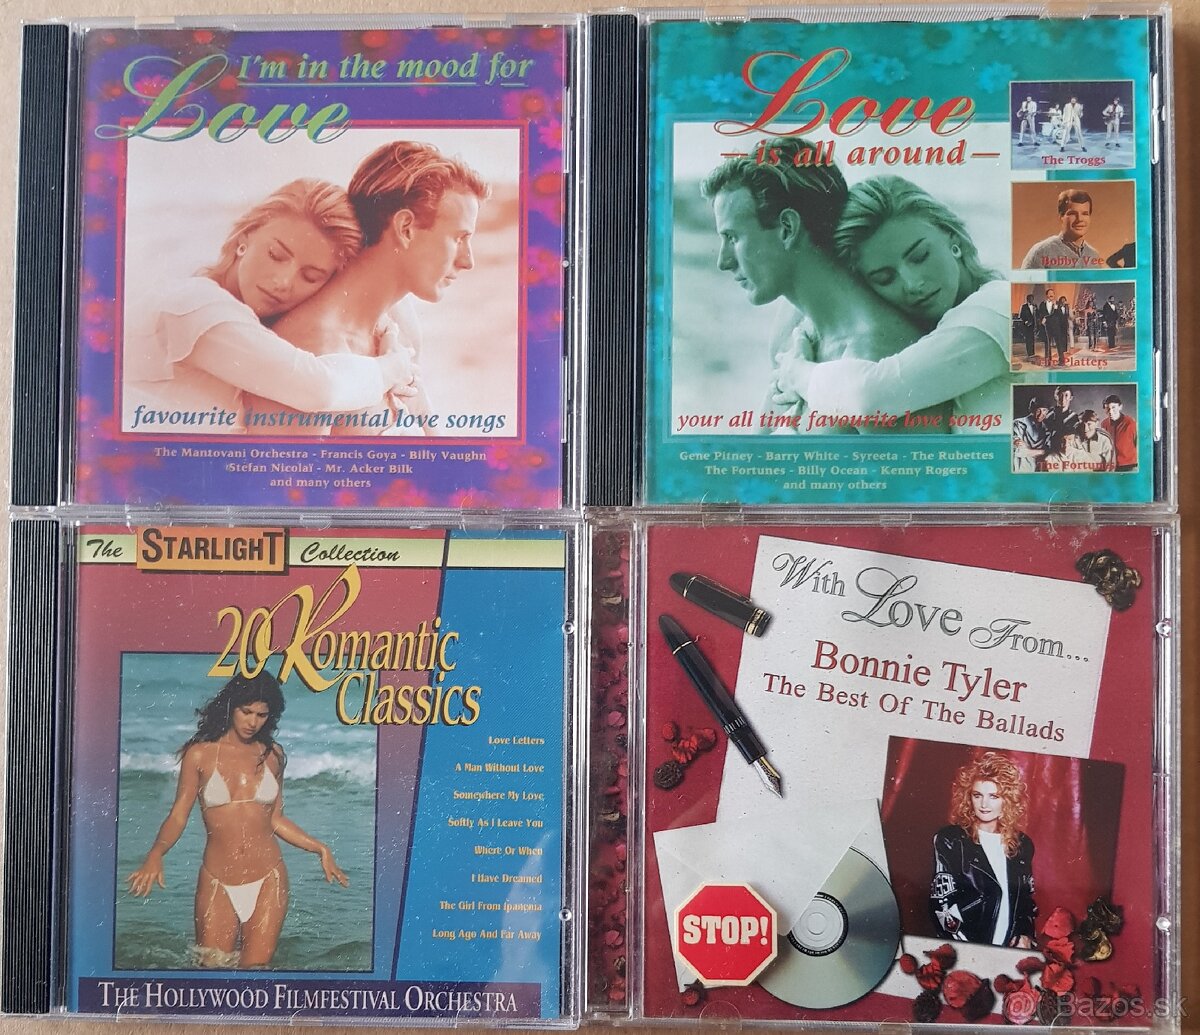 I'm in the mood for
Love
favourite instrumental love songs
The Mantovani Orchestra - Francis Goya - Billy Vaughn
Stefan Nicolaï - Mr. Acker Bilk
and many others
Love
– is all around –
The Troggs
Bobby Vee
The Platters
The Fortunes
your all time favourite love songs
Gene Pitney - Barry White - Syreeta - The Rubettes
The Fortunes - Billy Ocean - Kenny Rogers
and many others
The STARLIGHT Collection
20 Romantic
Classics
Love Letters
A Man Without Love
Somewhere My Love
Softly As I Leave You
Where Or When
I Have Dreamed
The Girl From Ipanema
Long Ago And Far Away
THE HOLLYWOOD FILMFESTIVAL ORCHESTRA
With Love From...
Bonnie Tyler
The Best Of The Ballads
STOP!
@ Bazos.sk